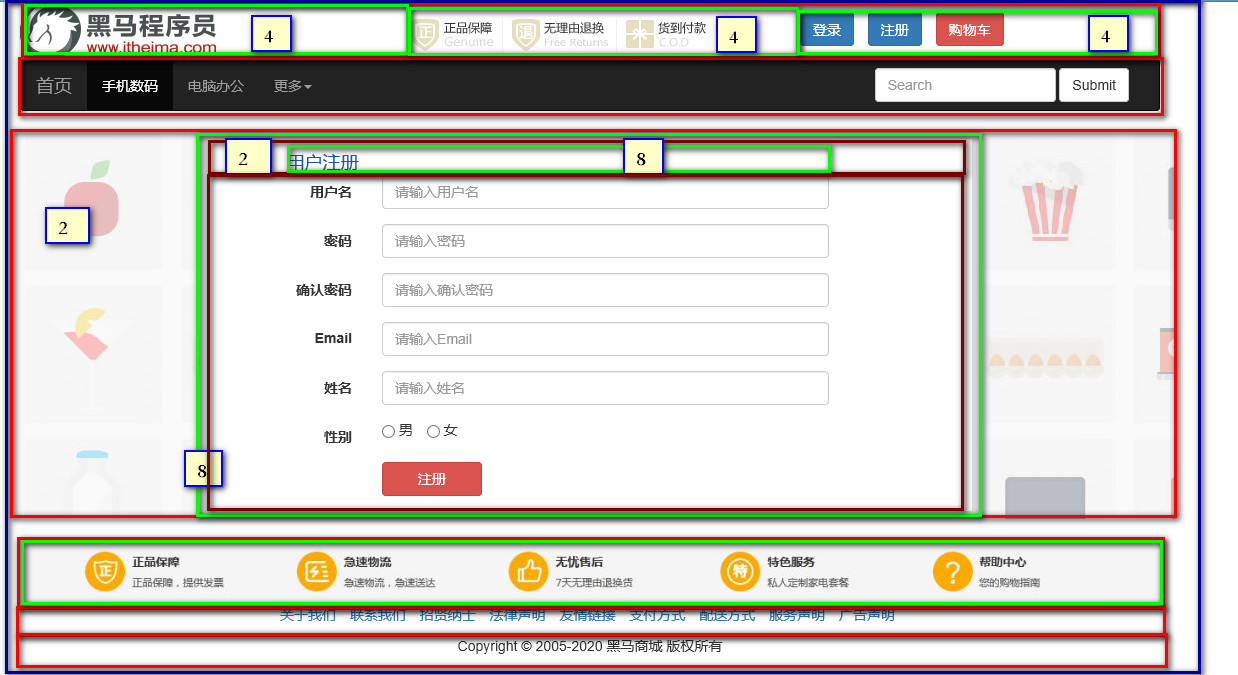 黑马程序员
www.itheima.com
4
正 正品保障
Genuine
退 无理由退换
Free Returns
货到付款
C.O.D
4
登录 注册 购物车
4
首页 手机数码 电脑办公 更多
Search Submit
2
2
用户注册
8
用户名 请输入用户名
密码 请输入密码
确认密码 请输入确认密码
Email 请输入Email
姓名 请输入姓名
性别 男 女
8
注册
正 正品保障
正品保障，提供发票
急速物流
急速物流，急速送达
无忧售后
7天无理由退换货
特 特色服务
私人定制家电套餐
? 帮助中心
您的购物指南
关于我们 联系我们 招贤纳士 法律声明 友情链接 支付方式 配送方式 服务声明 广告声明
Copyright © 2005-2020 黑马商城 版权所有